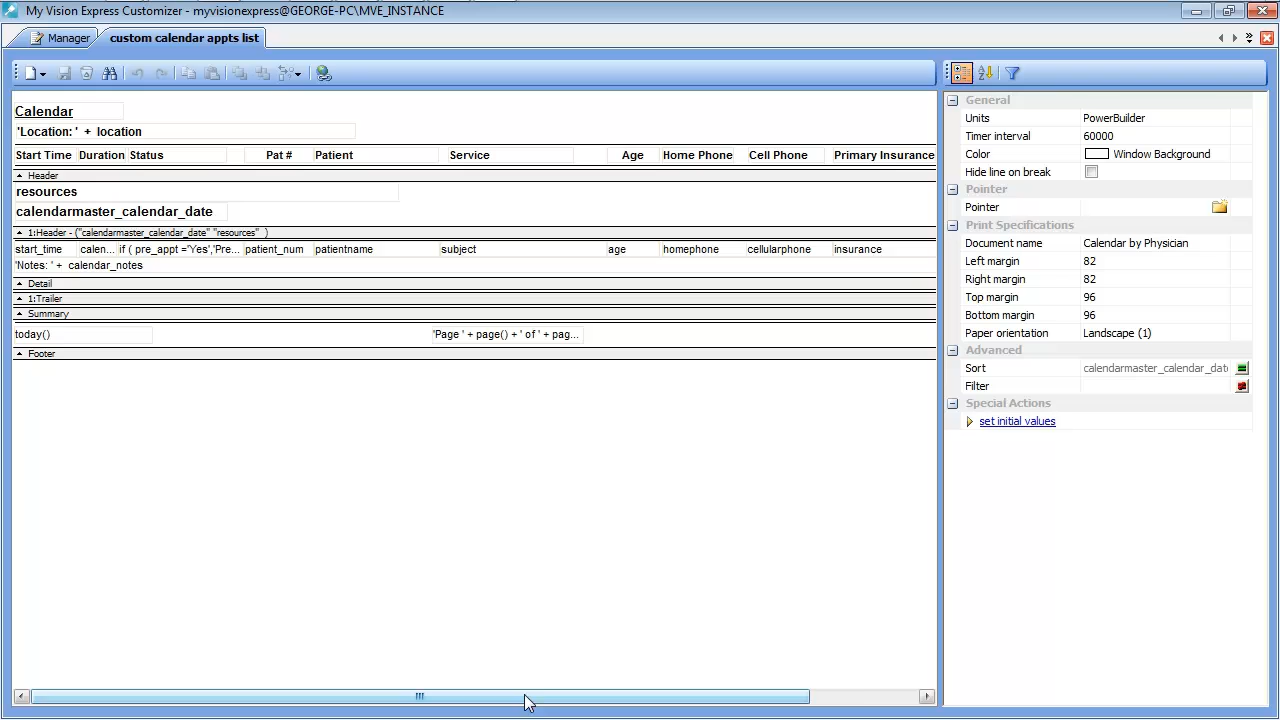 My Vision Express Customizer - myvisionexpress@GEORGE-PC\MVE_INSTANCE
Manager custom calendar appts list
Calendar
'Location: ' + location
Start Time Duration Status Pat # Patient Service Age Home Phone Cell Phone Primary Insurance
Header
resources
calendarmaster_calendar_date
1:Header - ("calendarmaster_calendar_date" "resources" )
start_time calen... if ( pre_appt ='Yes','Pre... patient_num patientname subject age homephone cellularphone insurance
'Notes: ' + calendar_notes
Detail
1:Trailer
Summary
today() 'Page ' + page() + ' of ' + pag...
Footer
General
Units PowerBuilder
Timer interval 60000
Color Window Background
Hide line on break
Pointer
Pointer
Print Specifications
Document name Calendar by Physician
Left margin 82
Right margin 82
Top margin 96
Bottom margin 96
Paper orientation Landscape (1)
Advanced
Sort calendarmaster_calendar_dat
Filter
Special Actions
set initial values